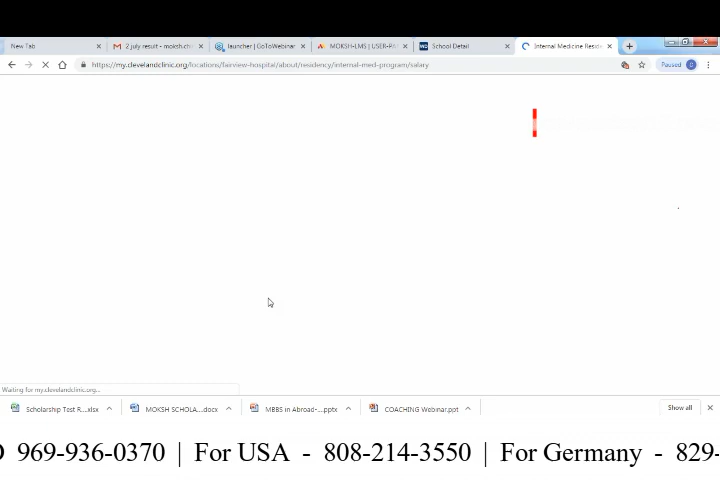 New Tab
2 july result - moksh.chi
launcher | GoToWebinar
MOKSH-LMS | USER-PA
School Detail
Internal Medicine Resid
https://my.clevelandclinic.org/locations/fairview-hospital/about/residency/internal-med-program/salary
Paused
Waiting for my.clevelandclinic.org...
Scholarship Test R....xlsx
MOKSH SCHOLA....docx
MBBS in Abroad-....pptx
COACHING Webinar.ppt
Show all
969-936-0370 | For USA - 808-214-3550 | For Germany - 829-